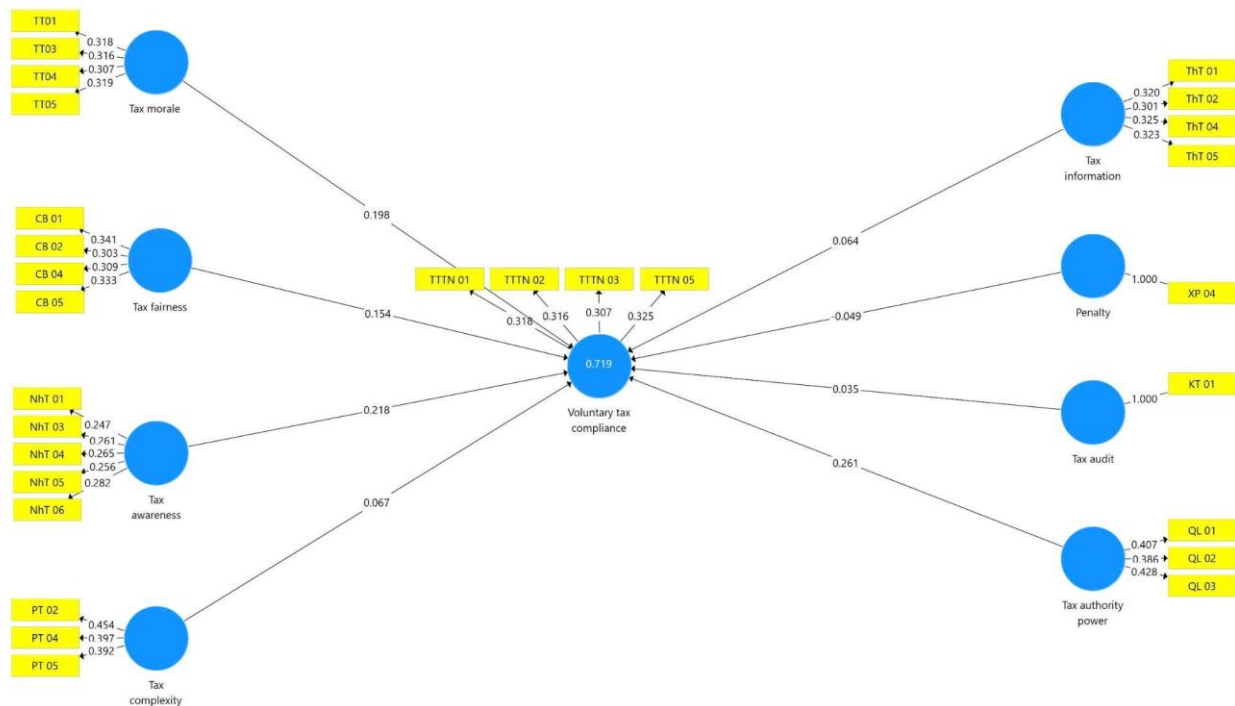 TT01
TT03
TT04
TT05
0.318
0.316
0.307
0.319
Tax morale
0.198
CB 01
CB 02
CB 04
CB 05
0.341
0.303
0.309
0.333
Tax fairness
0.154
NhT 01
NhT 03
NhT 04
NhT 05
NhT 06
0.247
0.261
0.265
0.256
0.282
Tax
awareness
0.218
PT 02
PT 04
PT 05
0.454
0.397
0.392
Tax
complexity
0.067
TTTN 01
TTTN 02
TTTN 03
TTTN 05
0.318
0.316
0.307
0.325
0.719
Voluntary tax
compliance
ThT 01
ThT 02
ThT 04
ThT 05
0.320
0.301
0.325
0.323
Tax
information
0.064
Penalty
1.000
XP 04
-0.049
Tax audit
1.000
KT 01
0.035
QL 01
QL 02
QL 03
0.407
0.386
0.428
Tax authority
power
0.261